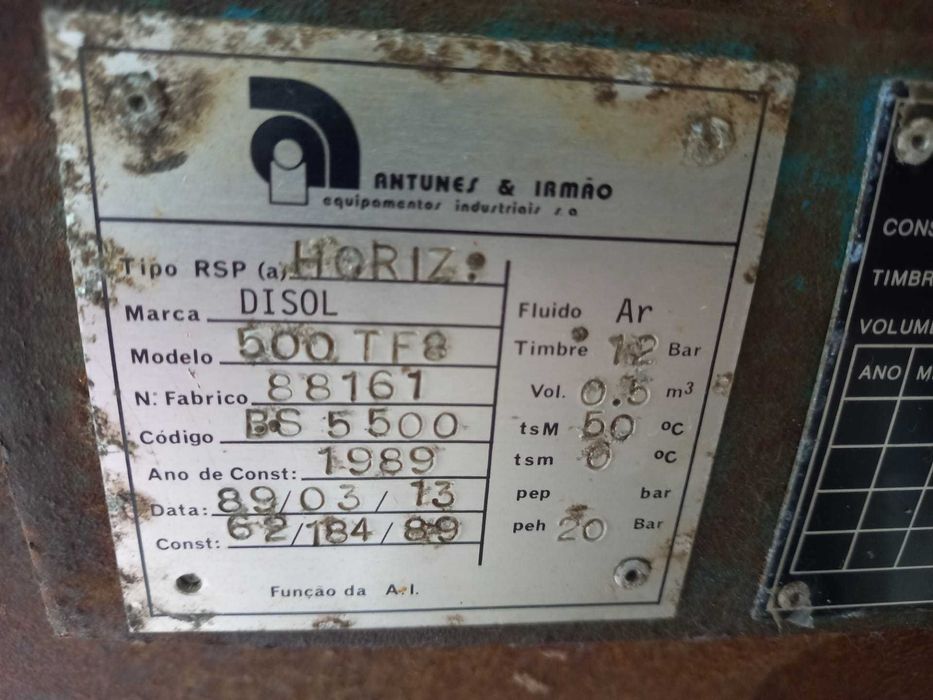 ANTUNES & IRMÃO
equipamentos industriais s.a
Tipo RSP (a) HORIZ.
Marca DISOL
Modelo 500 TF8
N.º Fabrico 88161
Código BS 5500
Ano de Const: 1989
Data: 89/03/13
Const: 62/184/89
Fluido Ar
Timbre 12 Bar
Vol. 0.5 m³
tsM 50 ºC
tsm 0 ºC
pep bar
peh 20 Bar
Função da A.I.
CONS
TIMBR
VOLUME
ANO M